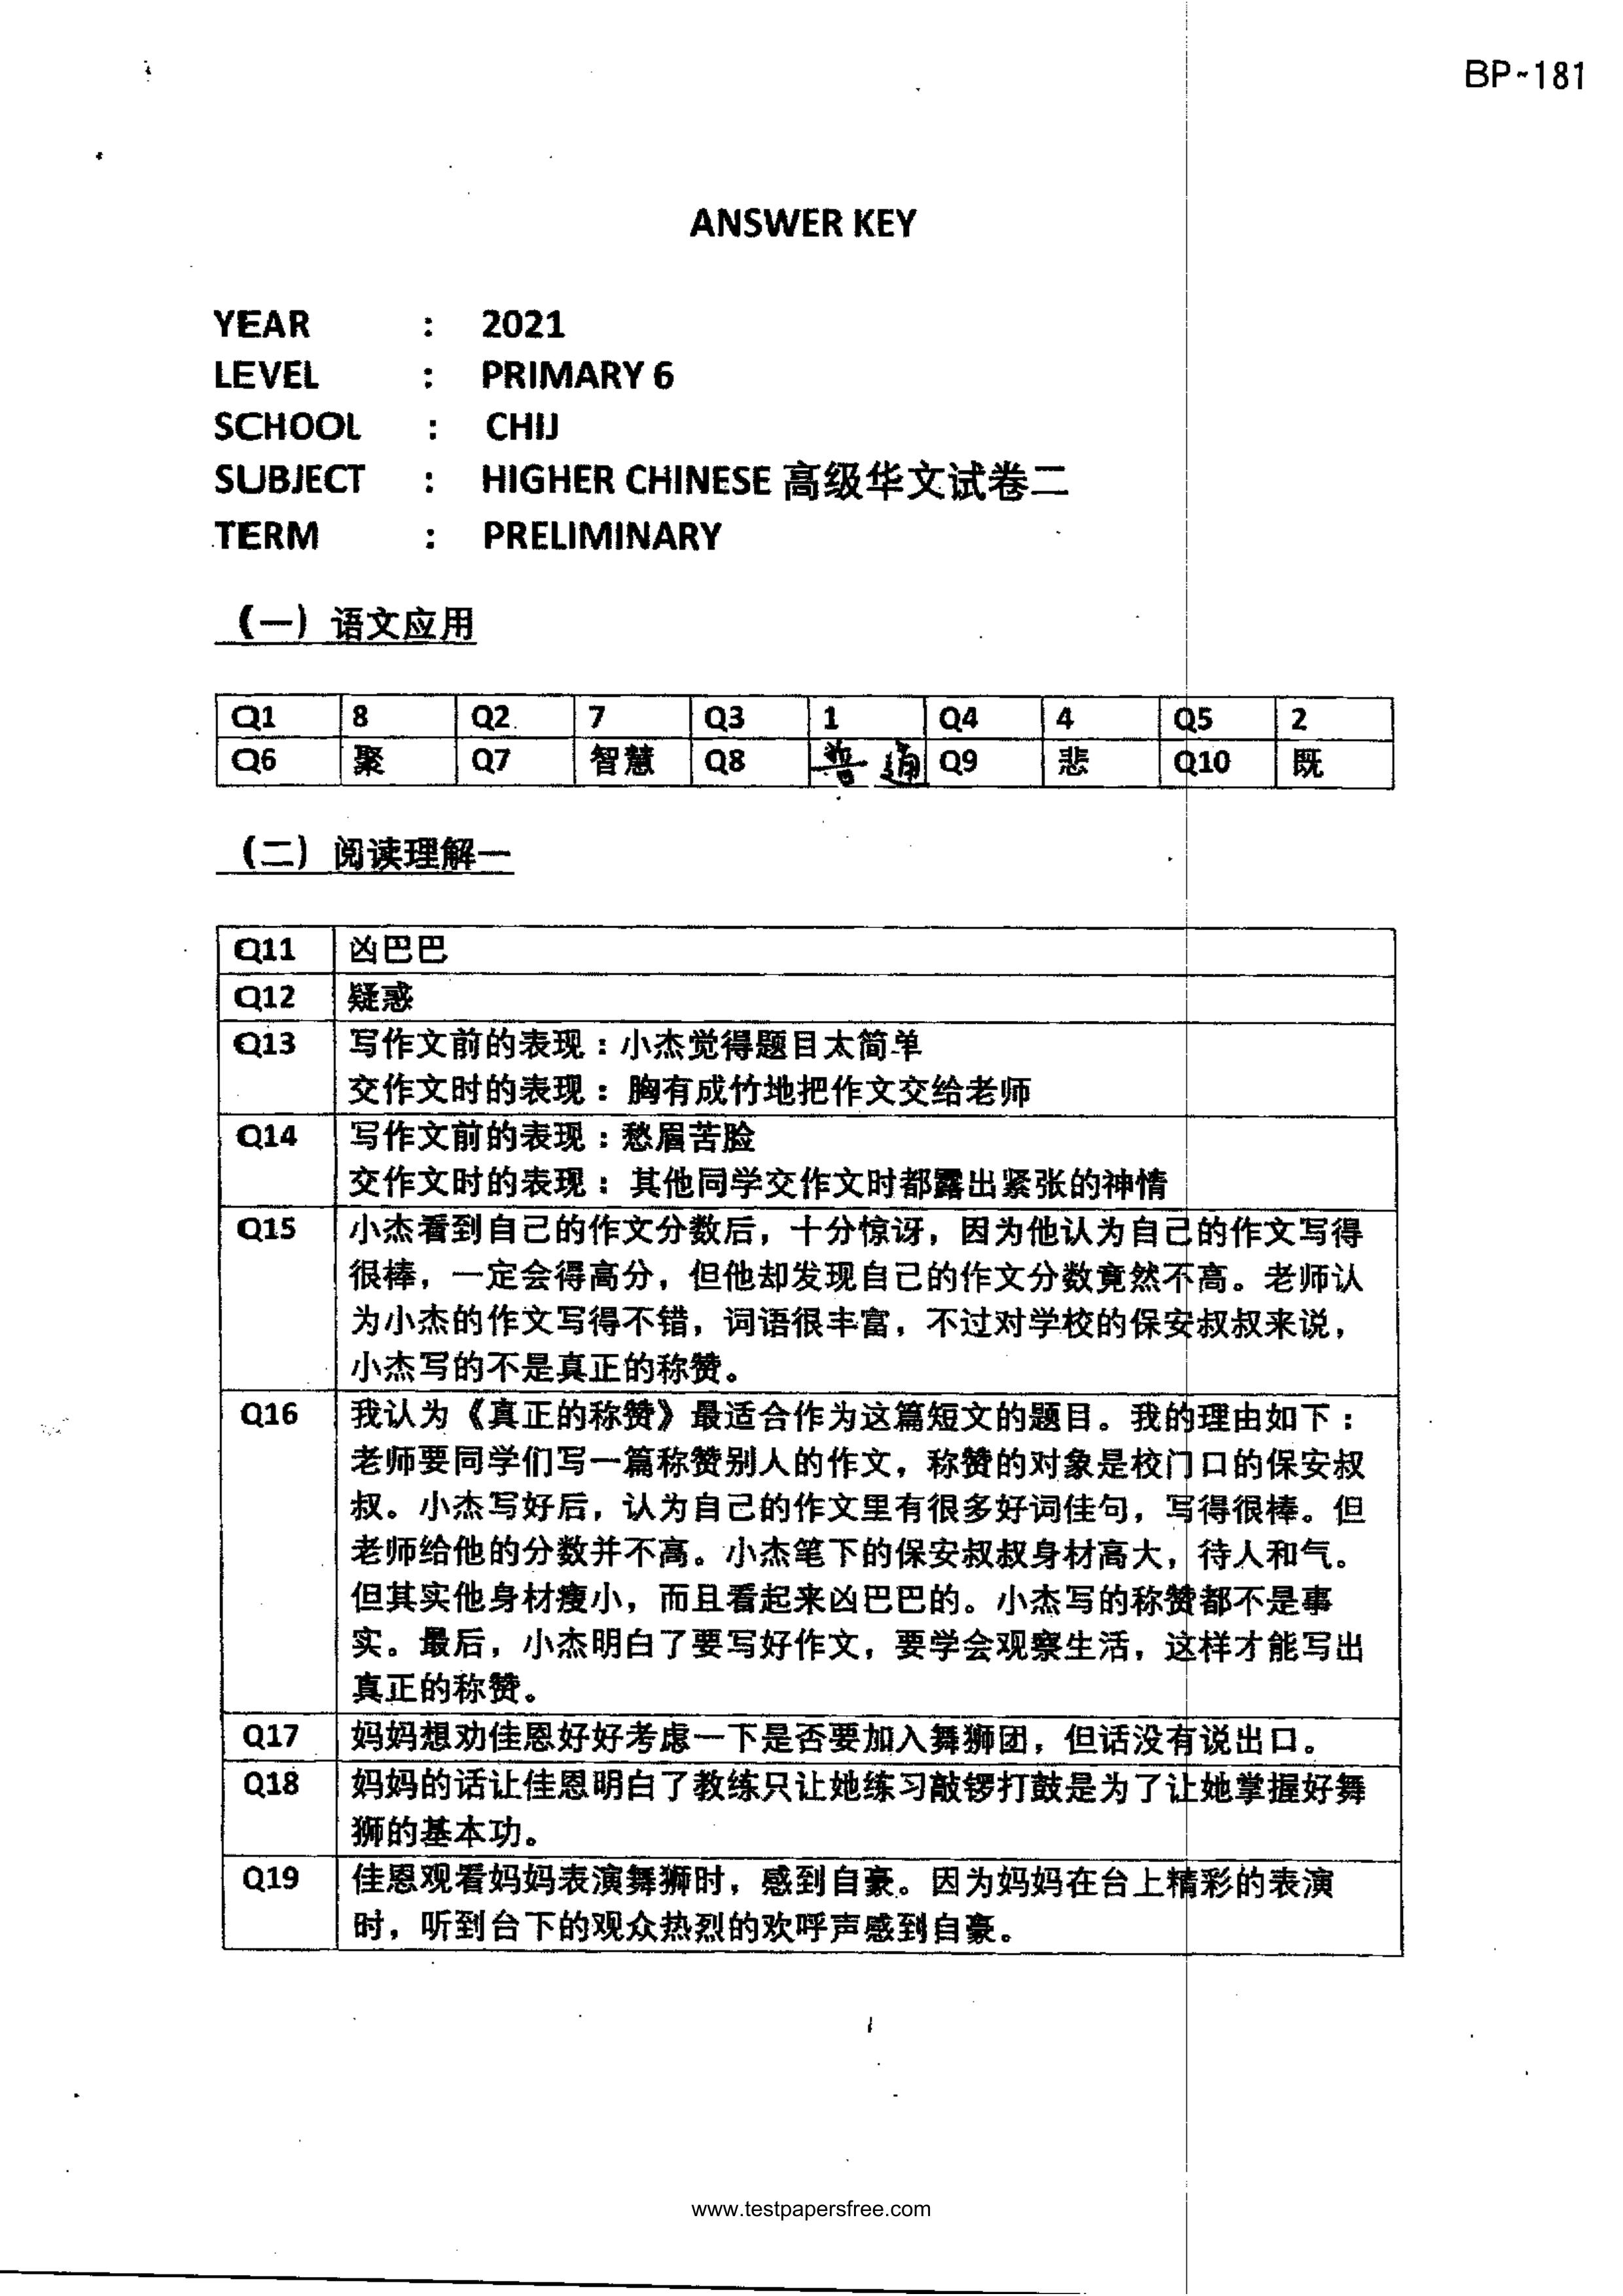 BP~181
ANSWER KEY
YEAR : 2021
LEVEL : PRIMARY 6
SCHOOL : CHIJ
SUBJECT : HIGHER CHINESE 高级华文试卷二
TERM : PRELIMINARY
（一）语文应用
Q1 8 Q2 7 Q3 1 Q4 4 Q5 2
Q6 聚 Q7 智慧 Q8 普通 Q9 悲 Q10 既
（二）阅读理解一
Q11 凶巴巴
Q12 疑惑
Q13 写作文前的表现：小杰觉得题目太简单
交作文时的表现：胸有成竹地把作文交给老师
Q14 写作文前的表现：愁眉苦脸
交作文时的表现：其他同学交作文时都露出紧张的神情
Q15 小杰看到自己的作文分数后，十分惊讶，因为他认为自己的作文写得
很棒，一定会得高分，但他却发现自己的作文分数竟然不高。老师认
为小杰的作文写得不错，词语很丰富，不过对学校的保安叔叔来说，
小杰写的不是真正的称赞。
Q16 我认为《真正的称赞》最适合作为这篇短文的题目。我的理由如下：
老师要同学们写一篇称赞别人的作文，称赞的对象是校门口的保安叔
叔。小杰写好后，认为自己的作文里有很多好词佳句，写得很棒。但
老师给他的分数并不高。小杰笔下的保安叔叔身材高大，待人和气。
但其实他身材瘦小，而且看起来凶巴巴的。小杰写的称赞都不是事
实。最后，小杰明白了要写好作文，要学会观察生活，这样才能写出
真正的称赞。
Q17 妈妈想劝佳恩好好考虑一下是否要加入舞狮团，但话没有说出口。
Q18 妈妈的话让佳恩明白了教练只让她练习敲锣打鼓是为了让她掌握好舞
狮的基本功。
Q19 佳恩观看妈妈表演舞狮时，感到自豪。因为妈妈在台上精彩的表演
时，听到台下的观众热烈的欢呼声感到自豪。
www.testpapersfree.com